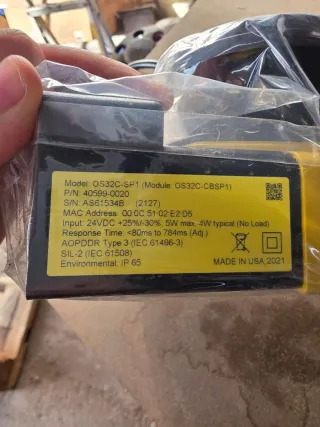 Model: OS32C-SP1 (Module: OS32C-CBSP1)
P/N: 40599-0020
S/N: AS61534B (2127)
MAC Address: 00:0C:51:02:E2:D5
Input: 24VDC +25%/-30%, 5W max, 4W typical (No Load)
Response Time: <80ms to 784ms (Adj.)
AOPDDR Type 3 (IEC 61496-3)
SIL-2 (IEC 61508)
Environmental: IP 65
MADE IN USA, 2021